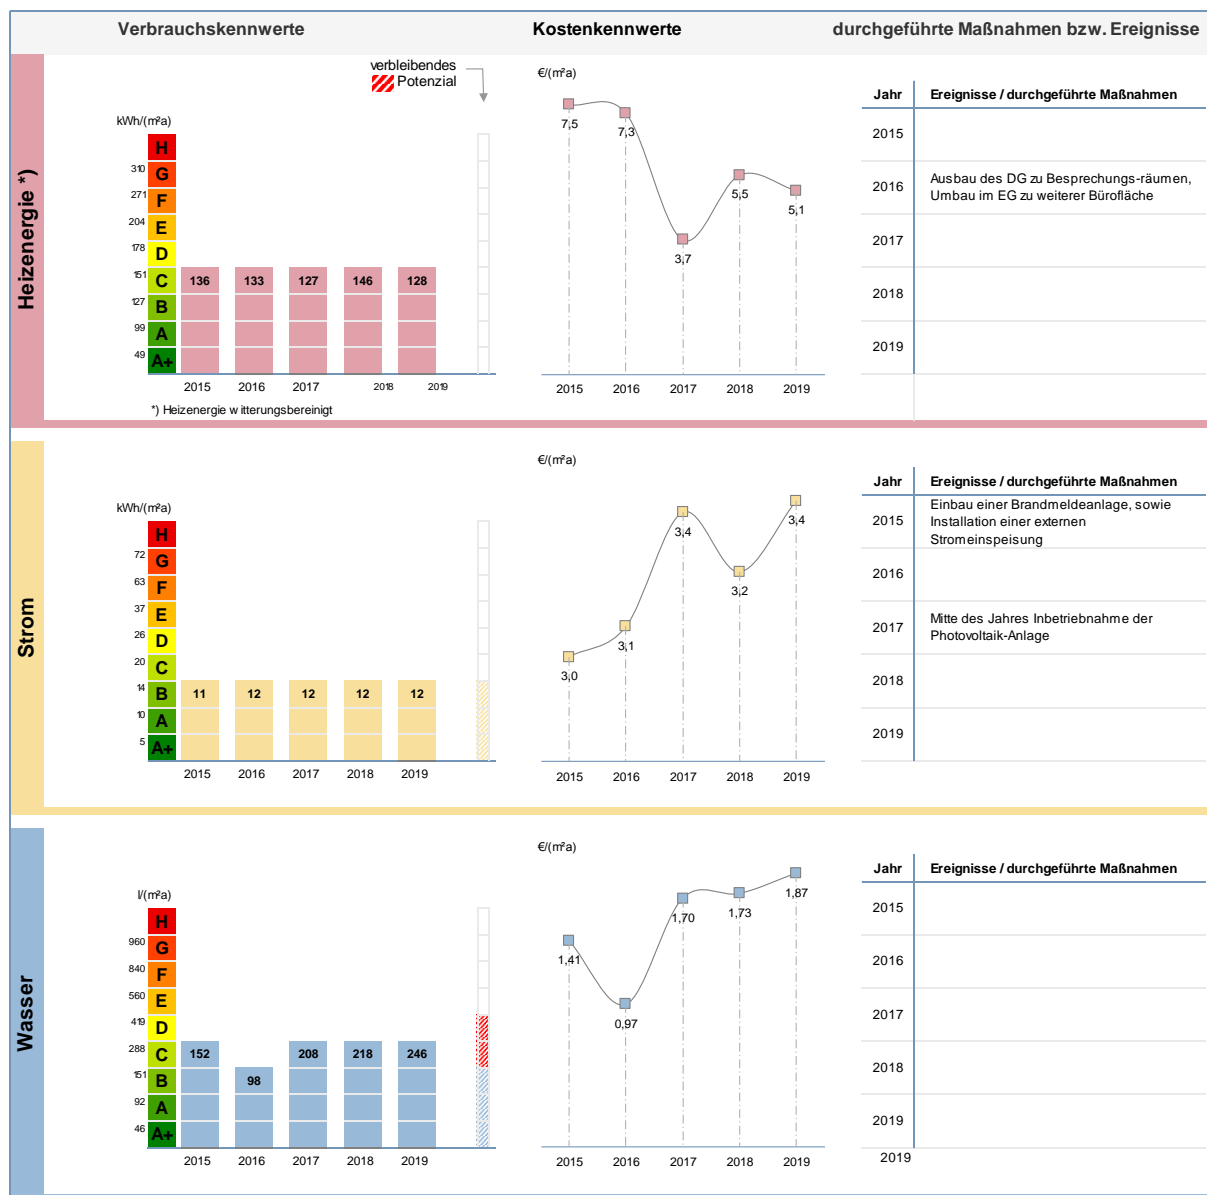 Verbrauchskennwerte
Kostenkennwerte
durchgeführte Maßnahmen bzw. Ereignisse
Heizenergie *)
verbleibendes
Potenzial
kWh/(m²a)
H
310
G
271
F
204
E
178
D
151
C
127
B
99
A
49
A+
136
133
127
146
128
2015
2016
2017
2018
2019
*) Heizenergie witterungsbereinigt
€/(m²a)
7,5
7,3
3,7
5,5
5,1
2015
2016
2017
2018
2019
Jahr
Ereignisse / durchgeführte Maßnahmen
2015
2016
Ausbau des DG zu Besprechungs-räumen,
Umbau im EG zu weiterer Bürofläche
2017
2018
2019
Strom
kWh/(m²a)
H
72
G
63
F
37
E
26
D
20
C
14
B
10
A
5
A+
11
12
12
12
12
2015
2016
2017
2018
2019
€/(m²a)
3,0
3,1
3,4
3,2
3,4
2015
2016
2017
2018
2019
Jahr
Ereignisse / durchgeführte Maßnahmen
2015
Einbau einer Brandmeldeanlage, sowie
Installation einer externen
Stromeinspeisung
2016
2017
Mitte des Jahres Inbetriebnahme der
Photovoltaik-Anlage
2018
2019
Wasser
l/(m²a)
H
960
G
840
F
560
E
419
D
288
C
151
B
92
A
46
A+
152
98
208
218
246
2015
2016
2017
2018
2019
€/(m²a)
1,41
0,97
1,70
1,73
1,87
2015
2016
2017
2018
2019
Jahr
Ereignisse / durchgeführte Maßnahmen
2015
2016
2017
2018
2019
2019